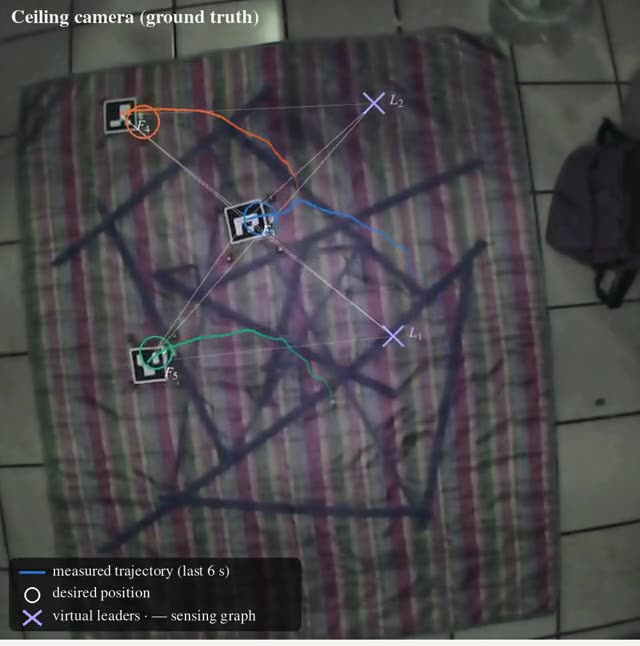 Ceiling camera (ground truth)
L₂
F₄
F₃
L₁
F₅
measured trajectory (last 6 s)
desired position
virtual leaders · — sensing graph